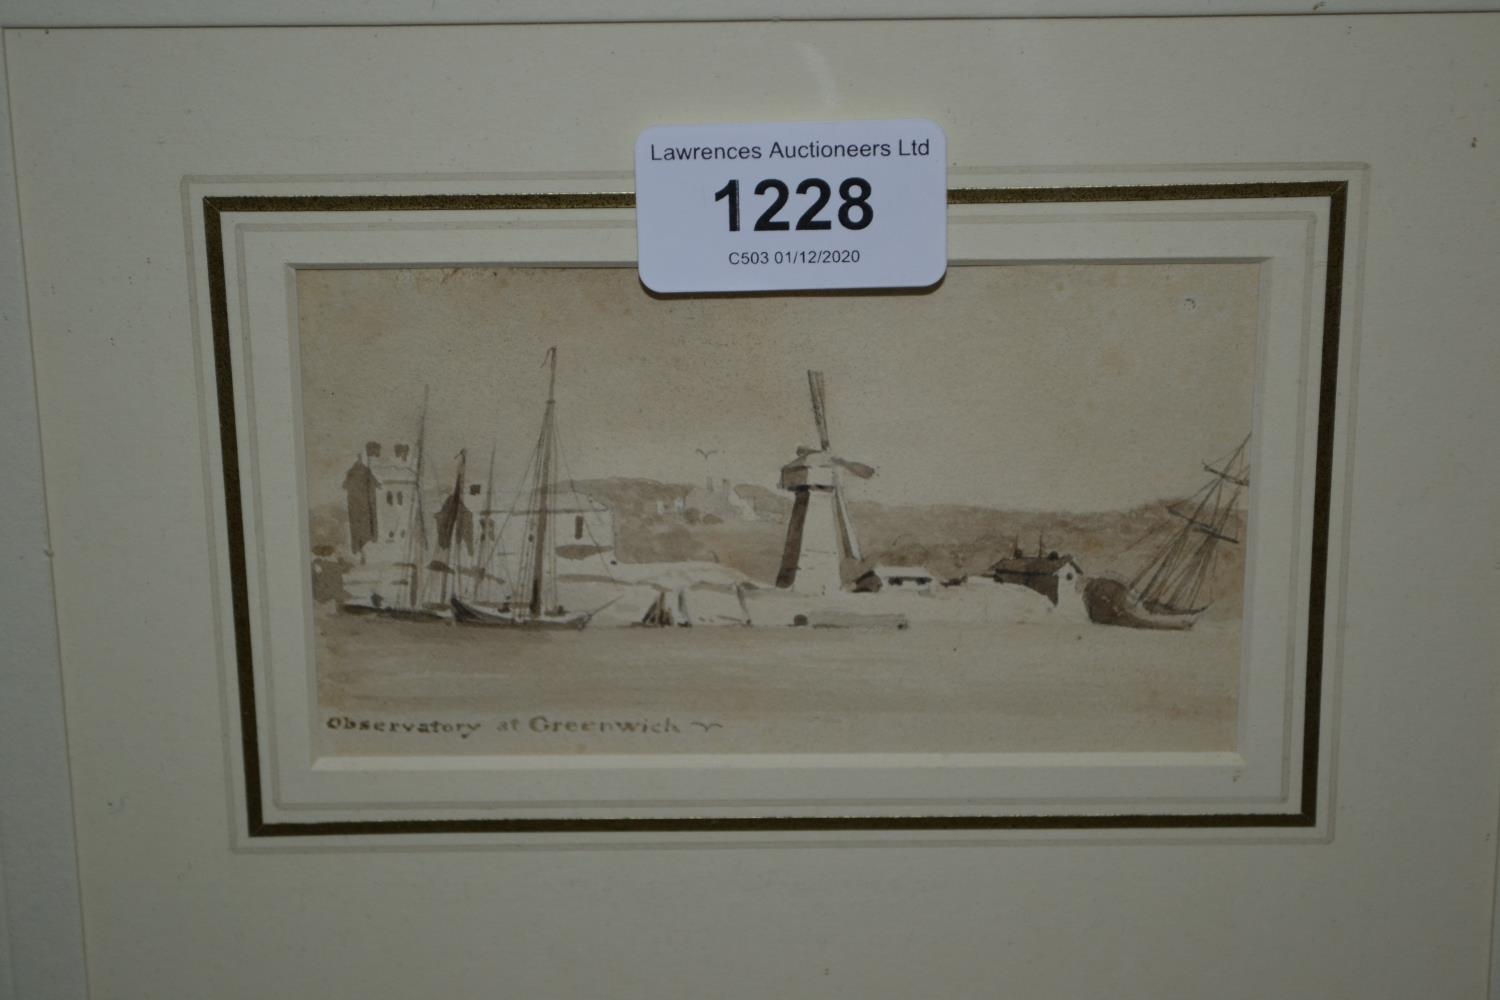 Lawrences Auctioneers Ltd
1228
C503 01/12/2020
Observatory at Greenwich